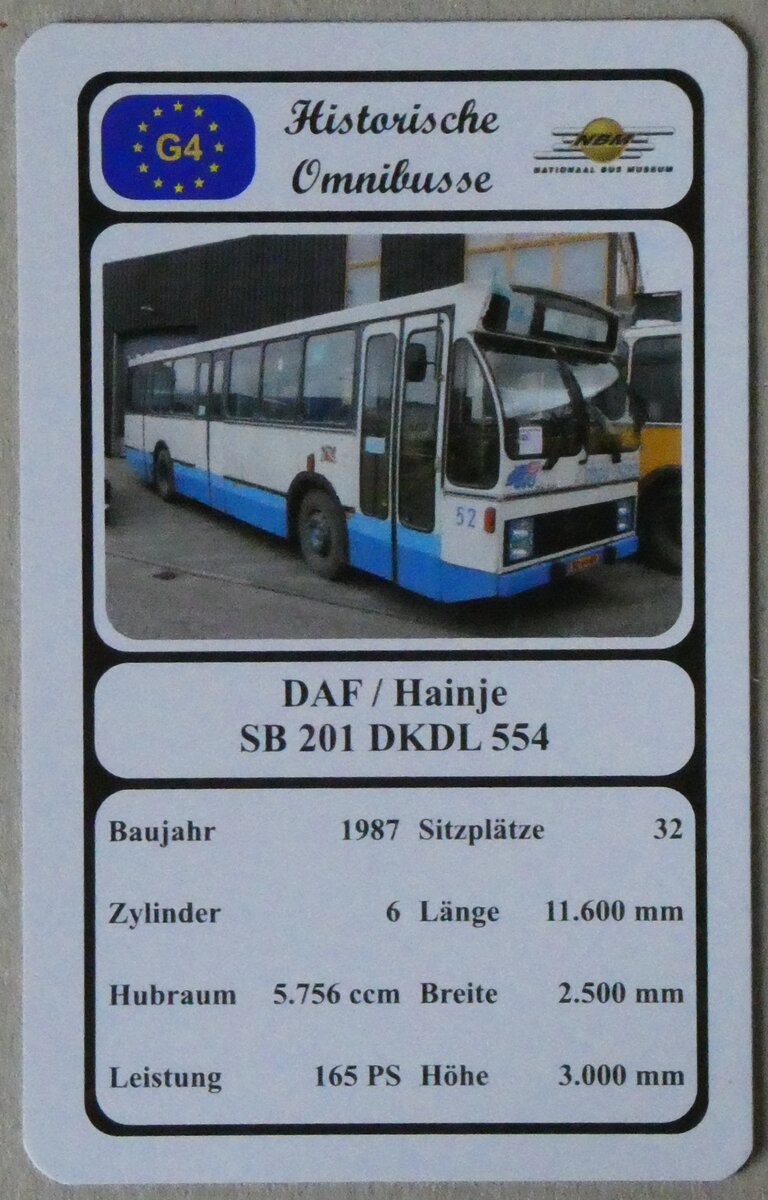 G4
Historische
Omnibusse
NBM
NATIONAAL BUS MUSEUM
52
DAF / Hainje
SB 201 DKDL 554
Baujahr 1987 Sitzplätze 32
Zylinder 6 Länge 11.600 mm
Hubraum 5.756 ccm Breite 2.500 mm
Leistung 165 PS Höhe 3.000 mm